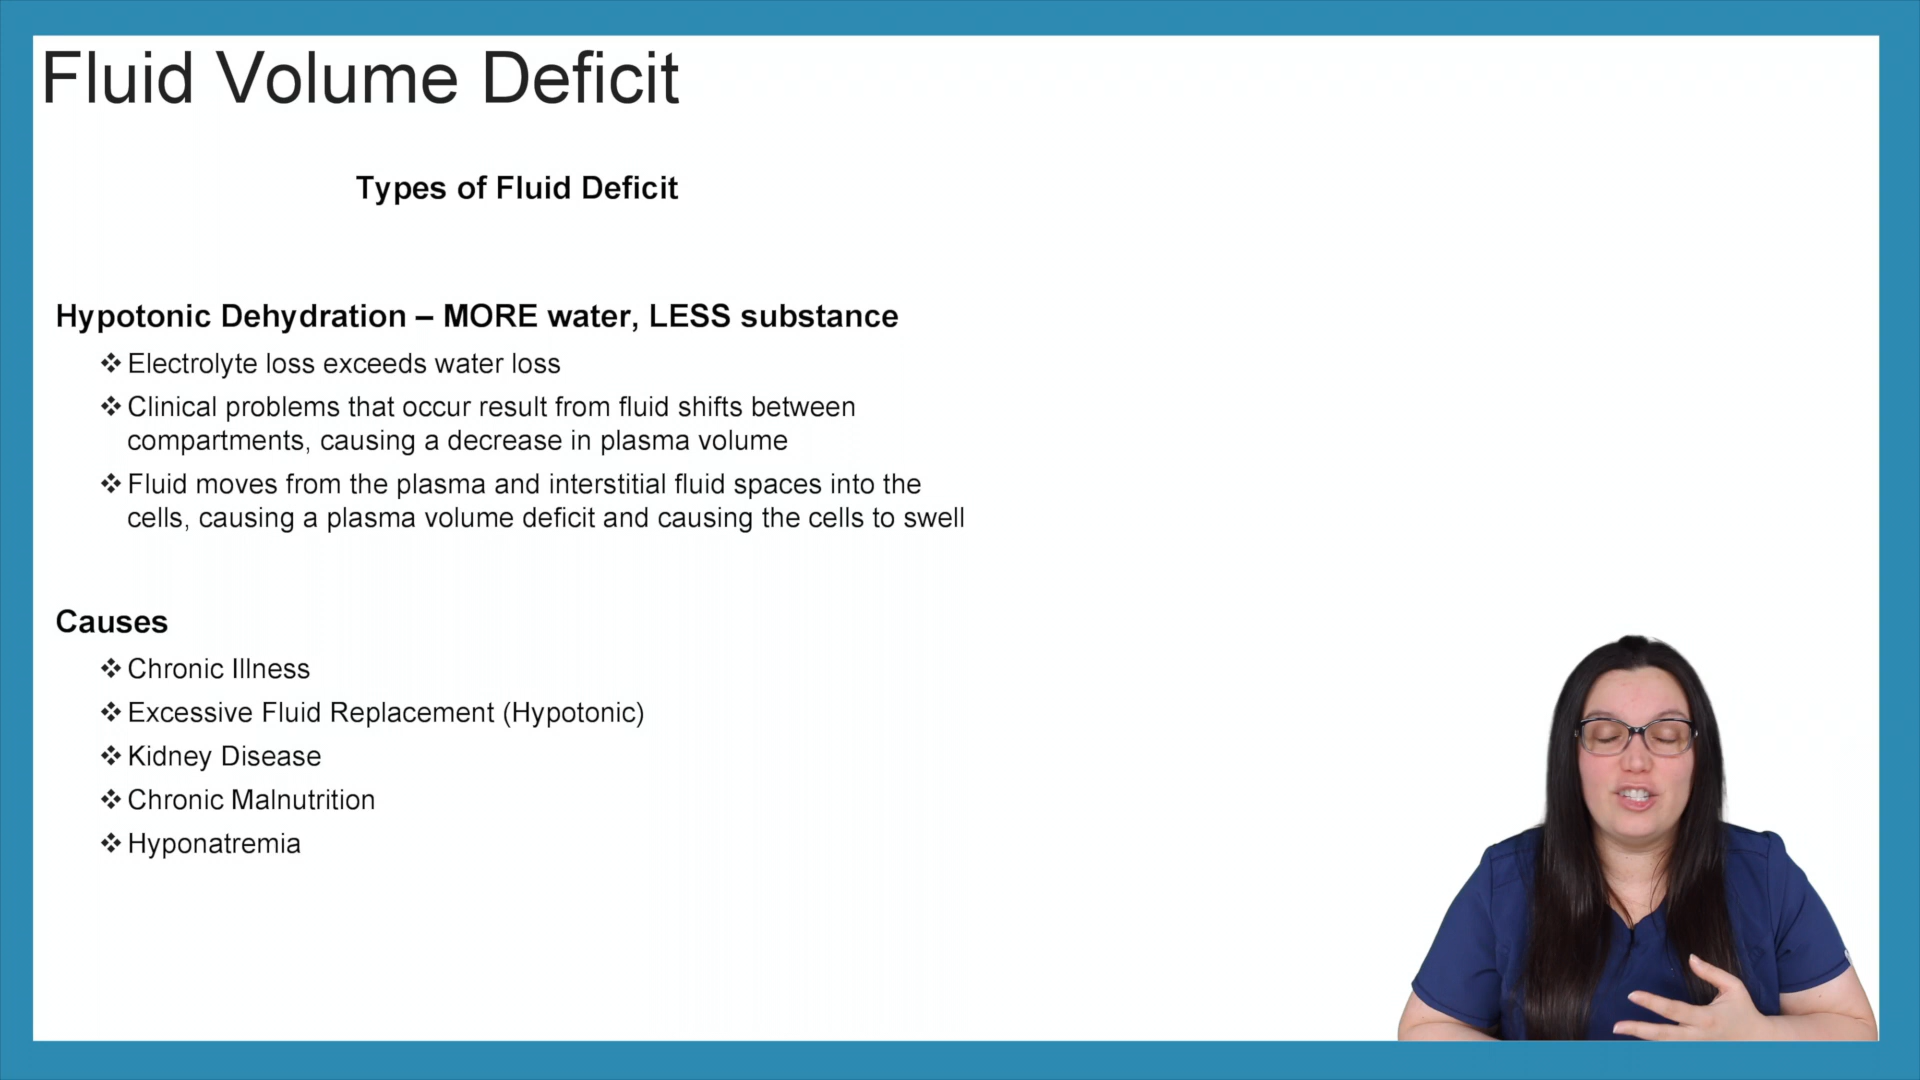 Fluid Volume Deficit
Types of Fluid Deficit
Hypotonic Dehydration – MORE water, LESS substance
❖ Electrolyte loss exceeds water loss
❖ Clinical problems that occur result from fluid shifts between
compartments, causing a decrease in plasma volume
❖ Fluid moves from the plasma and interstitial fluid spaces into the
cells, causing a plasma volume deficit and causing the cells to swell
Causes
❖ Chronic Illness
❖ Excessive Fluid Replacement (Hypotonic)
❖ Kidney Disease
❖ Chronic Malnutrition
❖ Hyponatremia